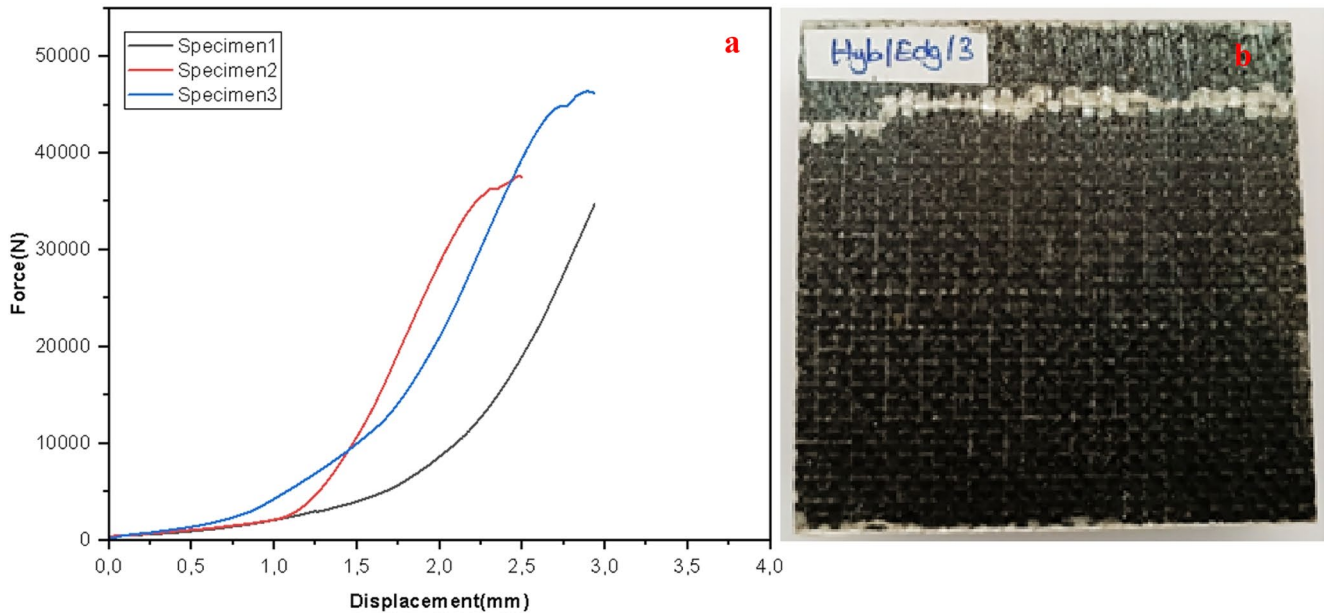 a
Specimen1
Specimen2
Specimen3
50000
40000
30000
20000
10000
0
Force(N)
0,0 0,5 1,0 1,5 2,0 2,5 3,0 3,5 4,0
Displacement(mm)
Hyb/Edg/3
b